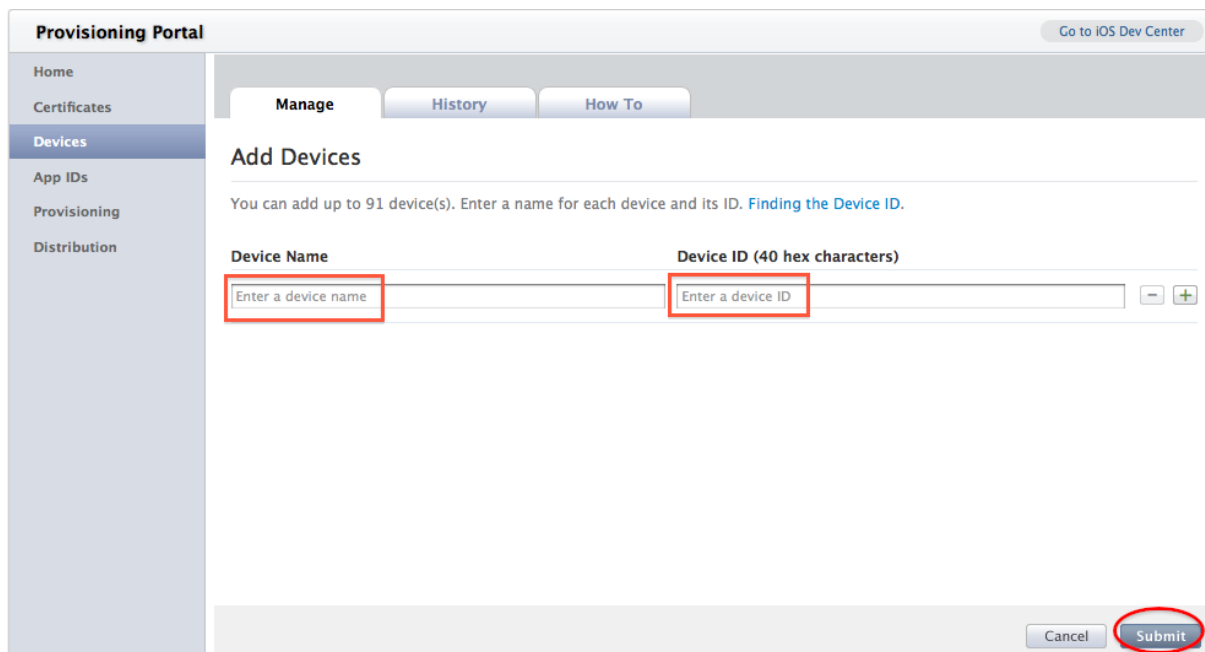 Provisioning Portal
Go to iOS Dev Center
Home
Certificates
Devices
App IDs
Provisioning
Distribution
Manage
History
How To
Add Devices
You can add up to 91 device(s). Enter a name for each device and its ID. Finding the Device ID.
Device Name
Device ID (40 hex characters)
Enter a device name
Enter a device ID
Cancel
Submit